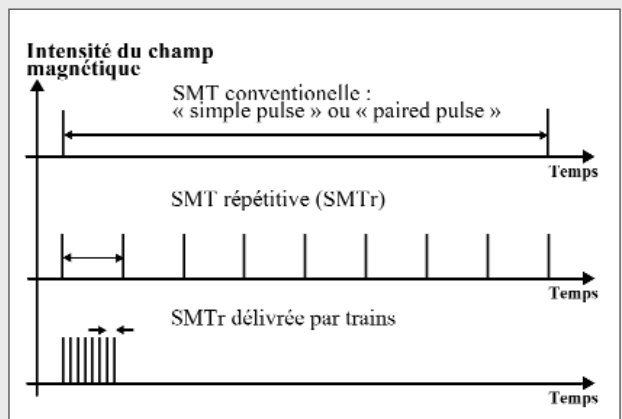 Intensité du champ
magnétique
SMT conventionelle :
« simple pulse » ou « paired pulse »
Temps
SMT répétitive (SMTr)
Temps
SMTr délivrée par trains
Temps